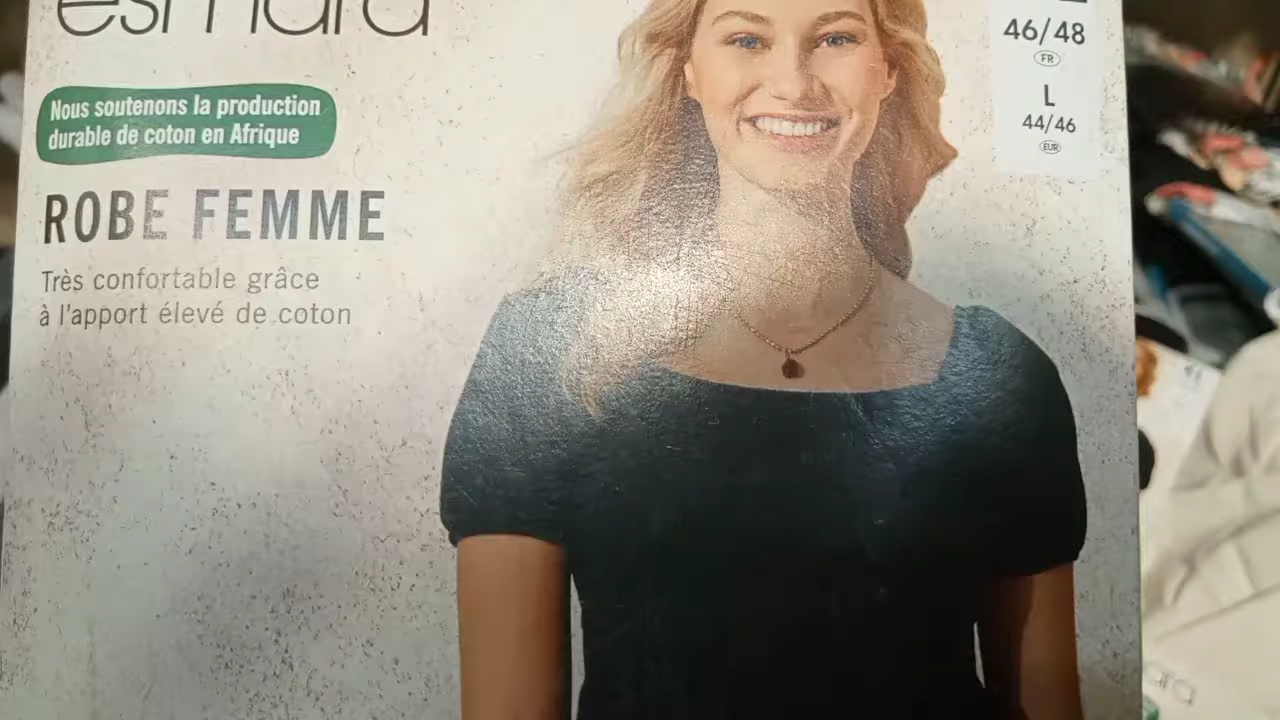 esmara
Nous soutenons la production
durable de coton en Afrique
ROBE FEMME
Très confortable grâce
à l'apport élevé de coton
46/48
FR
L
44/46
EUR